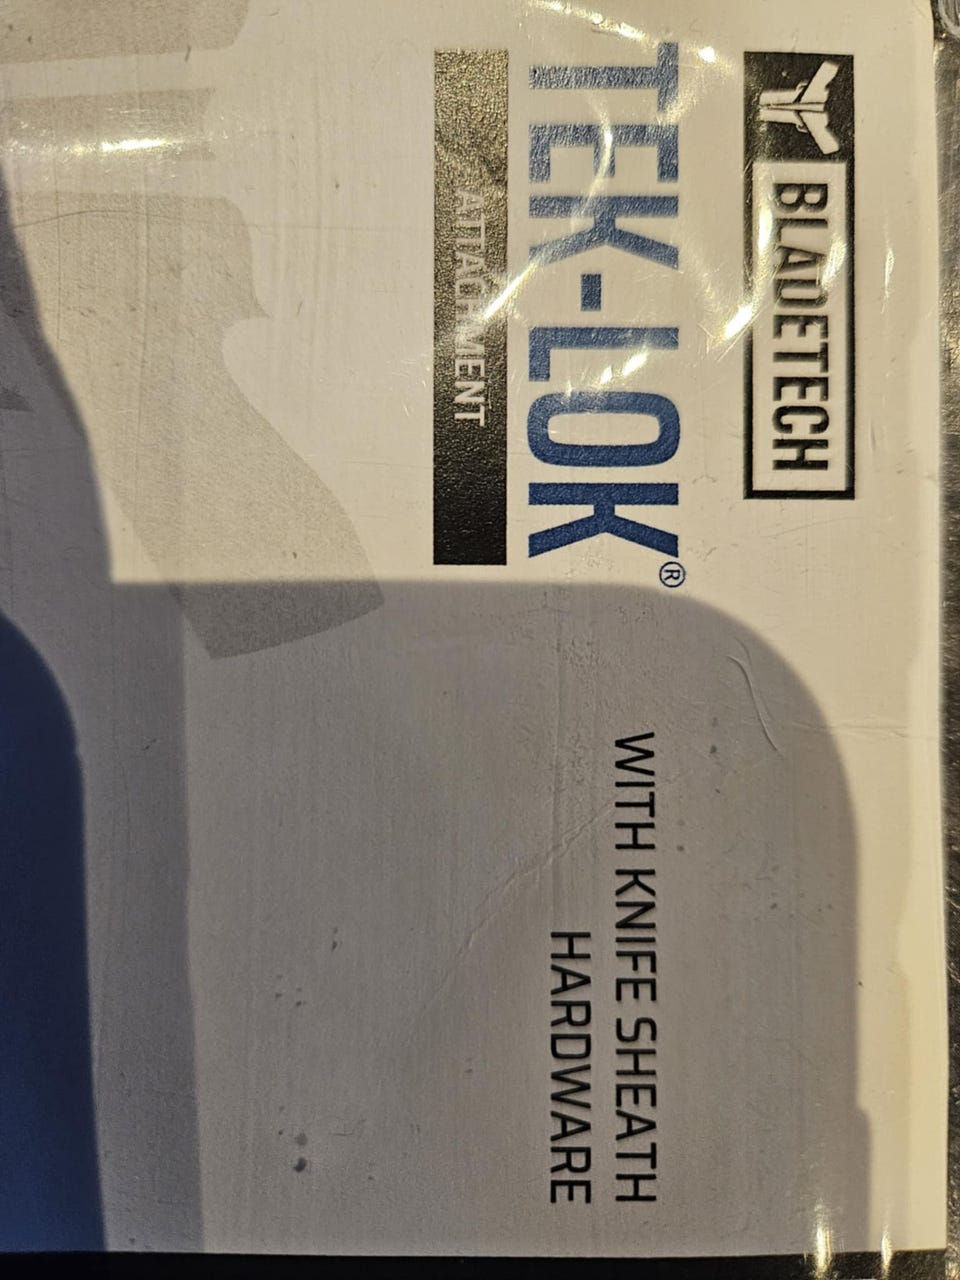 BLADETECH
TEK-LOK®
ATTACHMENT
WITH KNIFE SHEATH
HARDWARE